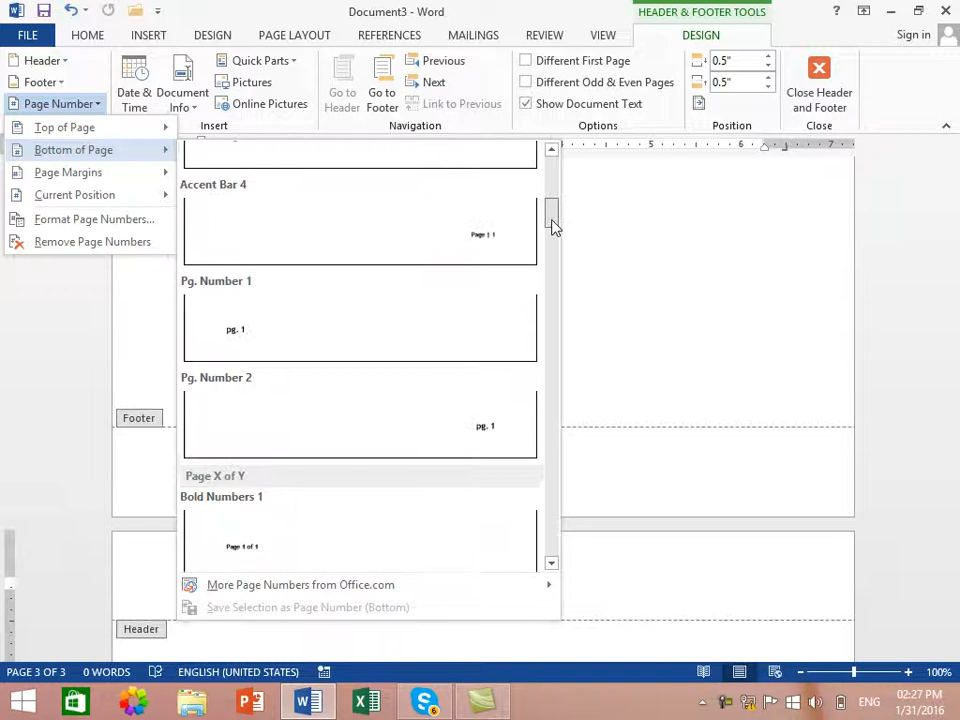 Document3 - Word
HEADER & FOOTER TOOLS
FILE
HOME
INSERT
DESIGN
PAGE LAYOUT
REFERENCES
MAILINGS
REVIEW
VIEW
DESIGN
Sign in
Header
Footer
Page Number
Date &
Time
Document
Info
Quick Parts
Pictures
Online Pictures
Insert
Go to
Header
Go to
Footer
Previous
Next
Link to Previous
Navigation
Different First Page
Different Odd & Even Pages
Show Document Text
Options
0.5"
0.5"
Position
Close Header
and Footer
Close
Top of Page
Bottom of Page
Page Margins
Current Position
Format Page Numbers...
Remove Page Numbers
5
6
7
Accent Bar 4
Page | 1
Pg. Number 1
pg. 1
Pg. Number 2
pg. 1
Page X of Y
Bold Numbers 1
Page 1 of 1
More Page Numbers from Office.com
Save Selection as Page Number (Bottom)
Footer
Header
PAGE 3 OF 3
0 WORDS
ENGLISH (UNITED STATES)
100%
6
ENG
02:27 PM
1/31/2016